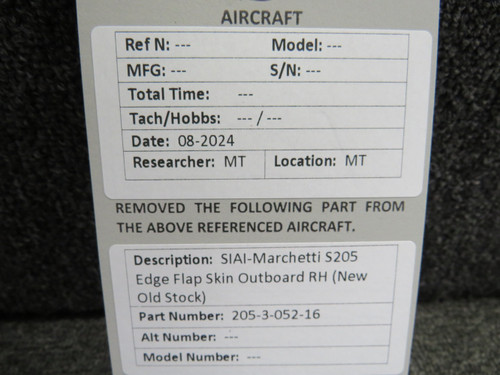 AIRCRAFT
Ref N: --- Model: ---
MFG: --- S/N: ---
Total Time: ---
Tach/Hobbs: --- / ---
Date: 08-2024
Researcher: MT Location: MT
REMOVED THE FOLLOWING PART FROM
THE ABOVE REFERENCED AIRCRAFT.
Description: SIAI-Marchetti S205
Edge Flap Skin Outboard RH (New
Old Stock)
Part Number: 205-3-052-16
Alt Number: ---
Model Number: ---